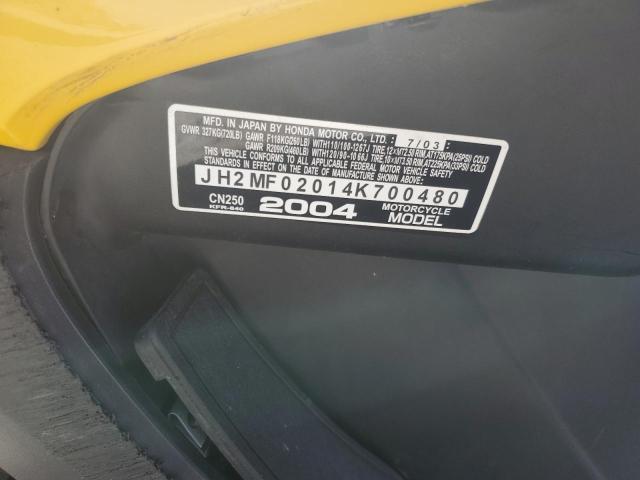 MFD. IN JAPAN BY HONDA MOTOR CO., LTD. 7/03
GVWR 327KG(720LB) GAWR F118KG(260LB) WITH110/100-1267J TIRE.12×MT2.50 RIM,AT175KPA(25PSI) COLD
GAWR R209KG(460LB) WITH120/90-10 66J TIRE.10×MT3.50 RIM,AT225KPA(33PSI) COLD
THIS VEHICLE CONFORMS TO ALL APPLICABLE FEDERAL MOTOR VEHICLE SAFETY
STANDARDS IN EFFECT ON THE DATE OF MANUFACTURE SHOWN ABOVE.
JH2MF02014K700480
CN250 2004 MOTORCYCLE
KFR-840 MODEL